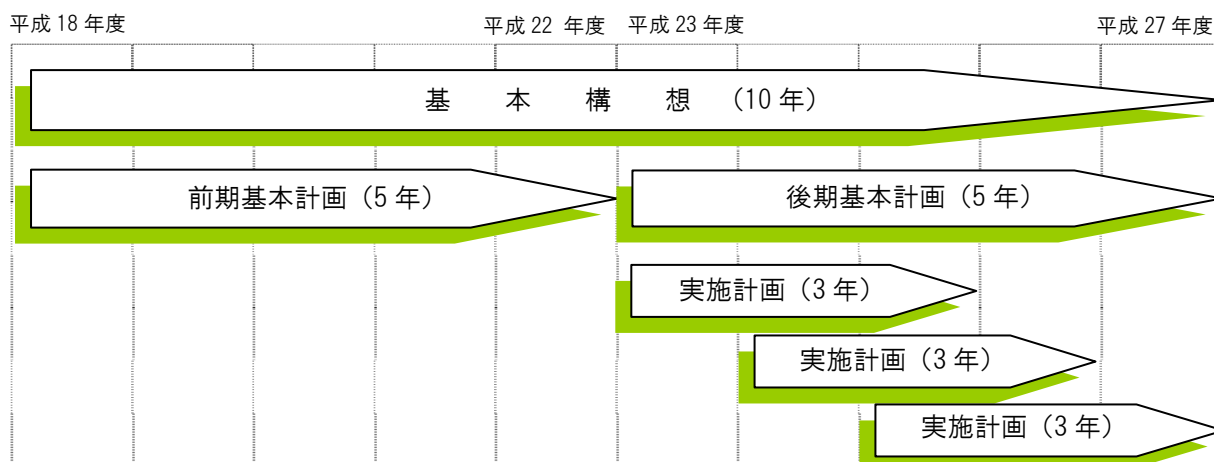 平成 18 年度
平成 22 年度
平成 23 年度
平成 27 年度
基 本 構 想 (10 年)
前期基本計画(5 年)
後期基本計画(5 年)
実施計画(3 年)
実施計画(3 年)
実施計画(3 年)